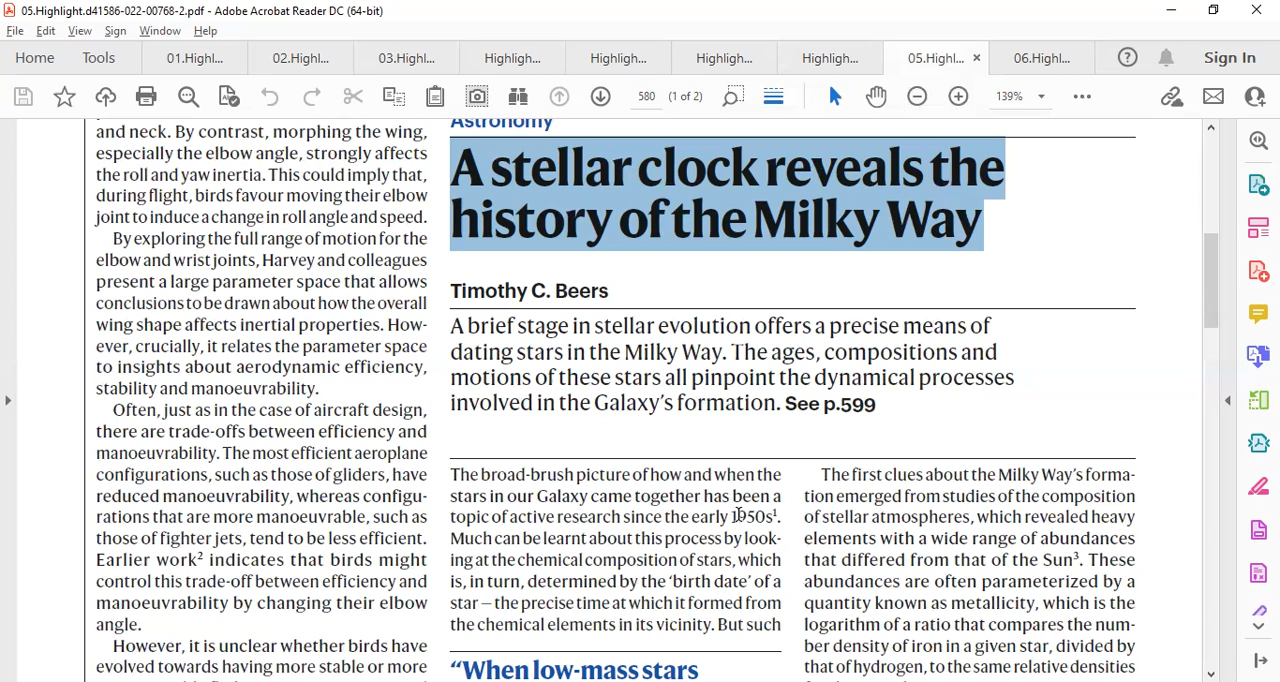 05.Highlight.d41586-022-00768-2.pdf - Adobe Acrobat Reader DC (64-bit)
File Edit View Sign Window Help
Home Tools 01.Highl... 02.Highl... 03.Highl... Highligh... Highligh... Highligh... Highligh... 05.Highl... 06.Highl... Sign In
580 (1 of 2) 139%
and neck. By contrast, morphing the wing,
especially the elbow angle, strongly affects
the roll and yaw inertia. This could imply that,
during flight, birds favour moving their elbow
joint to induce a change in roll angle and speed.
By exploring the full range of motion for the
elbow and wrist joints, Harvey and colleagues
present a large parameter space that allows
conclusions to be drawn about how the overall
wing shape affects inertial properties. How-
ever, crucially, it relates the parameter space
to insights about aerodynamic efficiency,
stability and manoeuvrability.
Often, just as in the case of aircraft design,
there are trade-offs between efficiency and
manoeuvrability. The most efficient aeroplane
configurations, such as those of gliders, have
reduced manoeuvrability, whereas configu-
rations that are more manoeuvrable, such as
those of fighter jets, tend to be less efficient.
Earlier work² indicates that birds might
control this trade-off between efficiency and
manoeuvrability by changing their elbow
angle.
However, it is unclear whether birds have
evolved towards having more stable or more
Astronomy
A stellar clock reveals the
history of the Milky Way
Timothy C. Beers
A brief stage in stellar evolution offers a precise means of
dating stars in the Milky Way. The ages, compositions and
motions of these stars all pinpoint the dynamical processes
involved in the Galaxy’s formation. See p.599
The broad-brush picture of how and when the
stars in our Galaxy came together has been a
topic of active research since the early 1950s¹.
Much can be learnt about this process by look-
ing at the chemical composition of stars, which
is, in turn, determined by the ‘birth date’ of a
star — the precise time at which it formed from
the chemical elements in its vicinity. But such
“When low-mass stars
The first clues about the Milky Way’s forma-
tion emerged from studies of the composition
of stellar atmospheres, which revealed heavy
elements with a wide range of abundances
that differed from that of the Sun³. These
abundances are often parameterized by a
quantity known as metallicity, which is the
logarithm of a ratio that compares the num-
ber density of iron in a given star, divided by
that of hydrogen, to the same relative densities